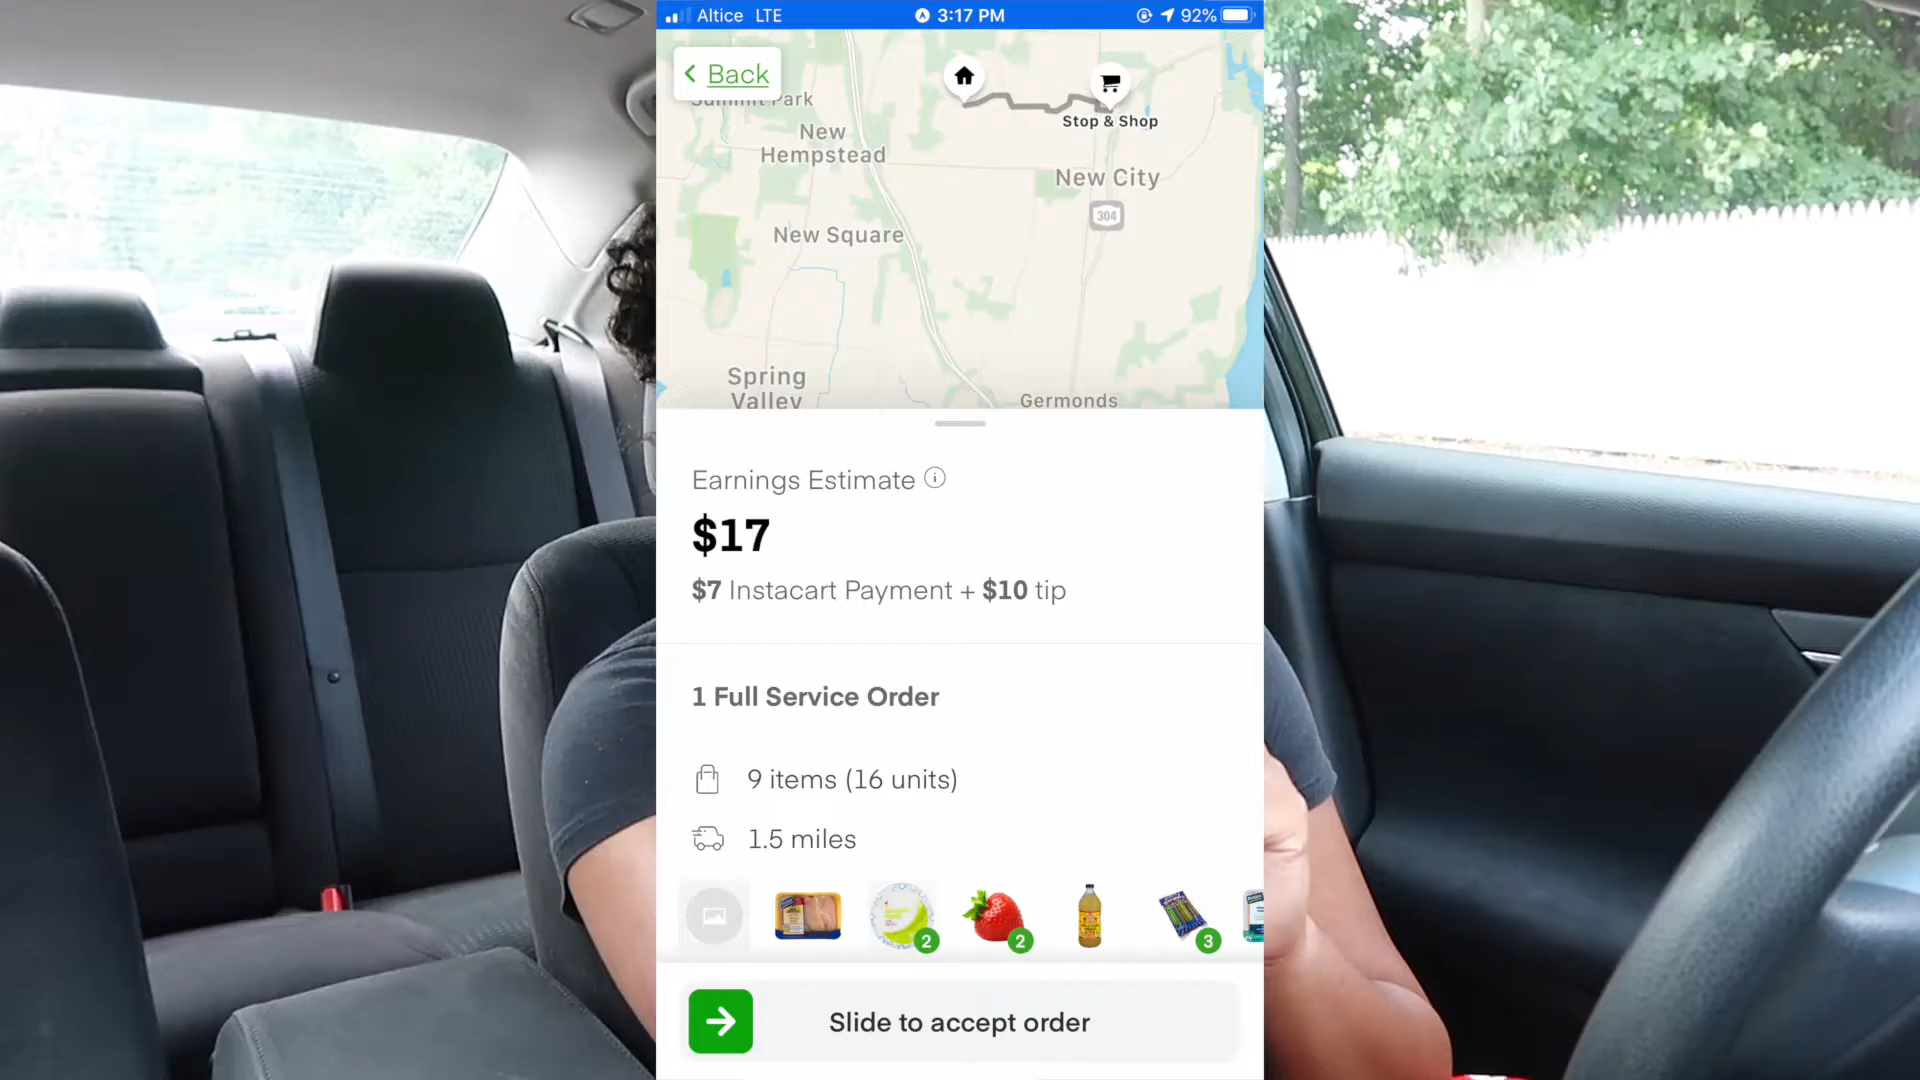 Altice LTE 3:17 PM 92%
Back
Summit Park
Stop & Shop
New
Hempstead
New City
304
New Square
Spring
Valley
Germonds
Earnings Estimate
$17
$7 Instacart Payment + $10 tip
1 Full Service Order
9 items (16 units)
1.5 miles
2
2
3
Slide to accept order